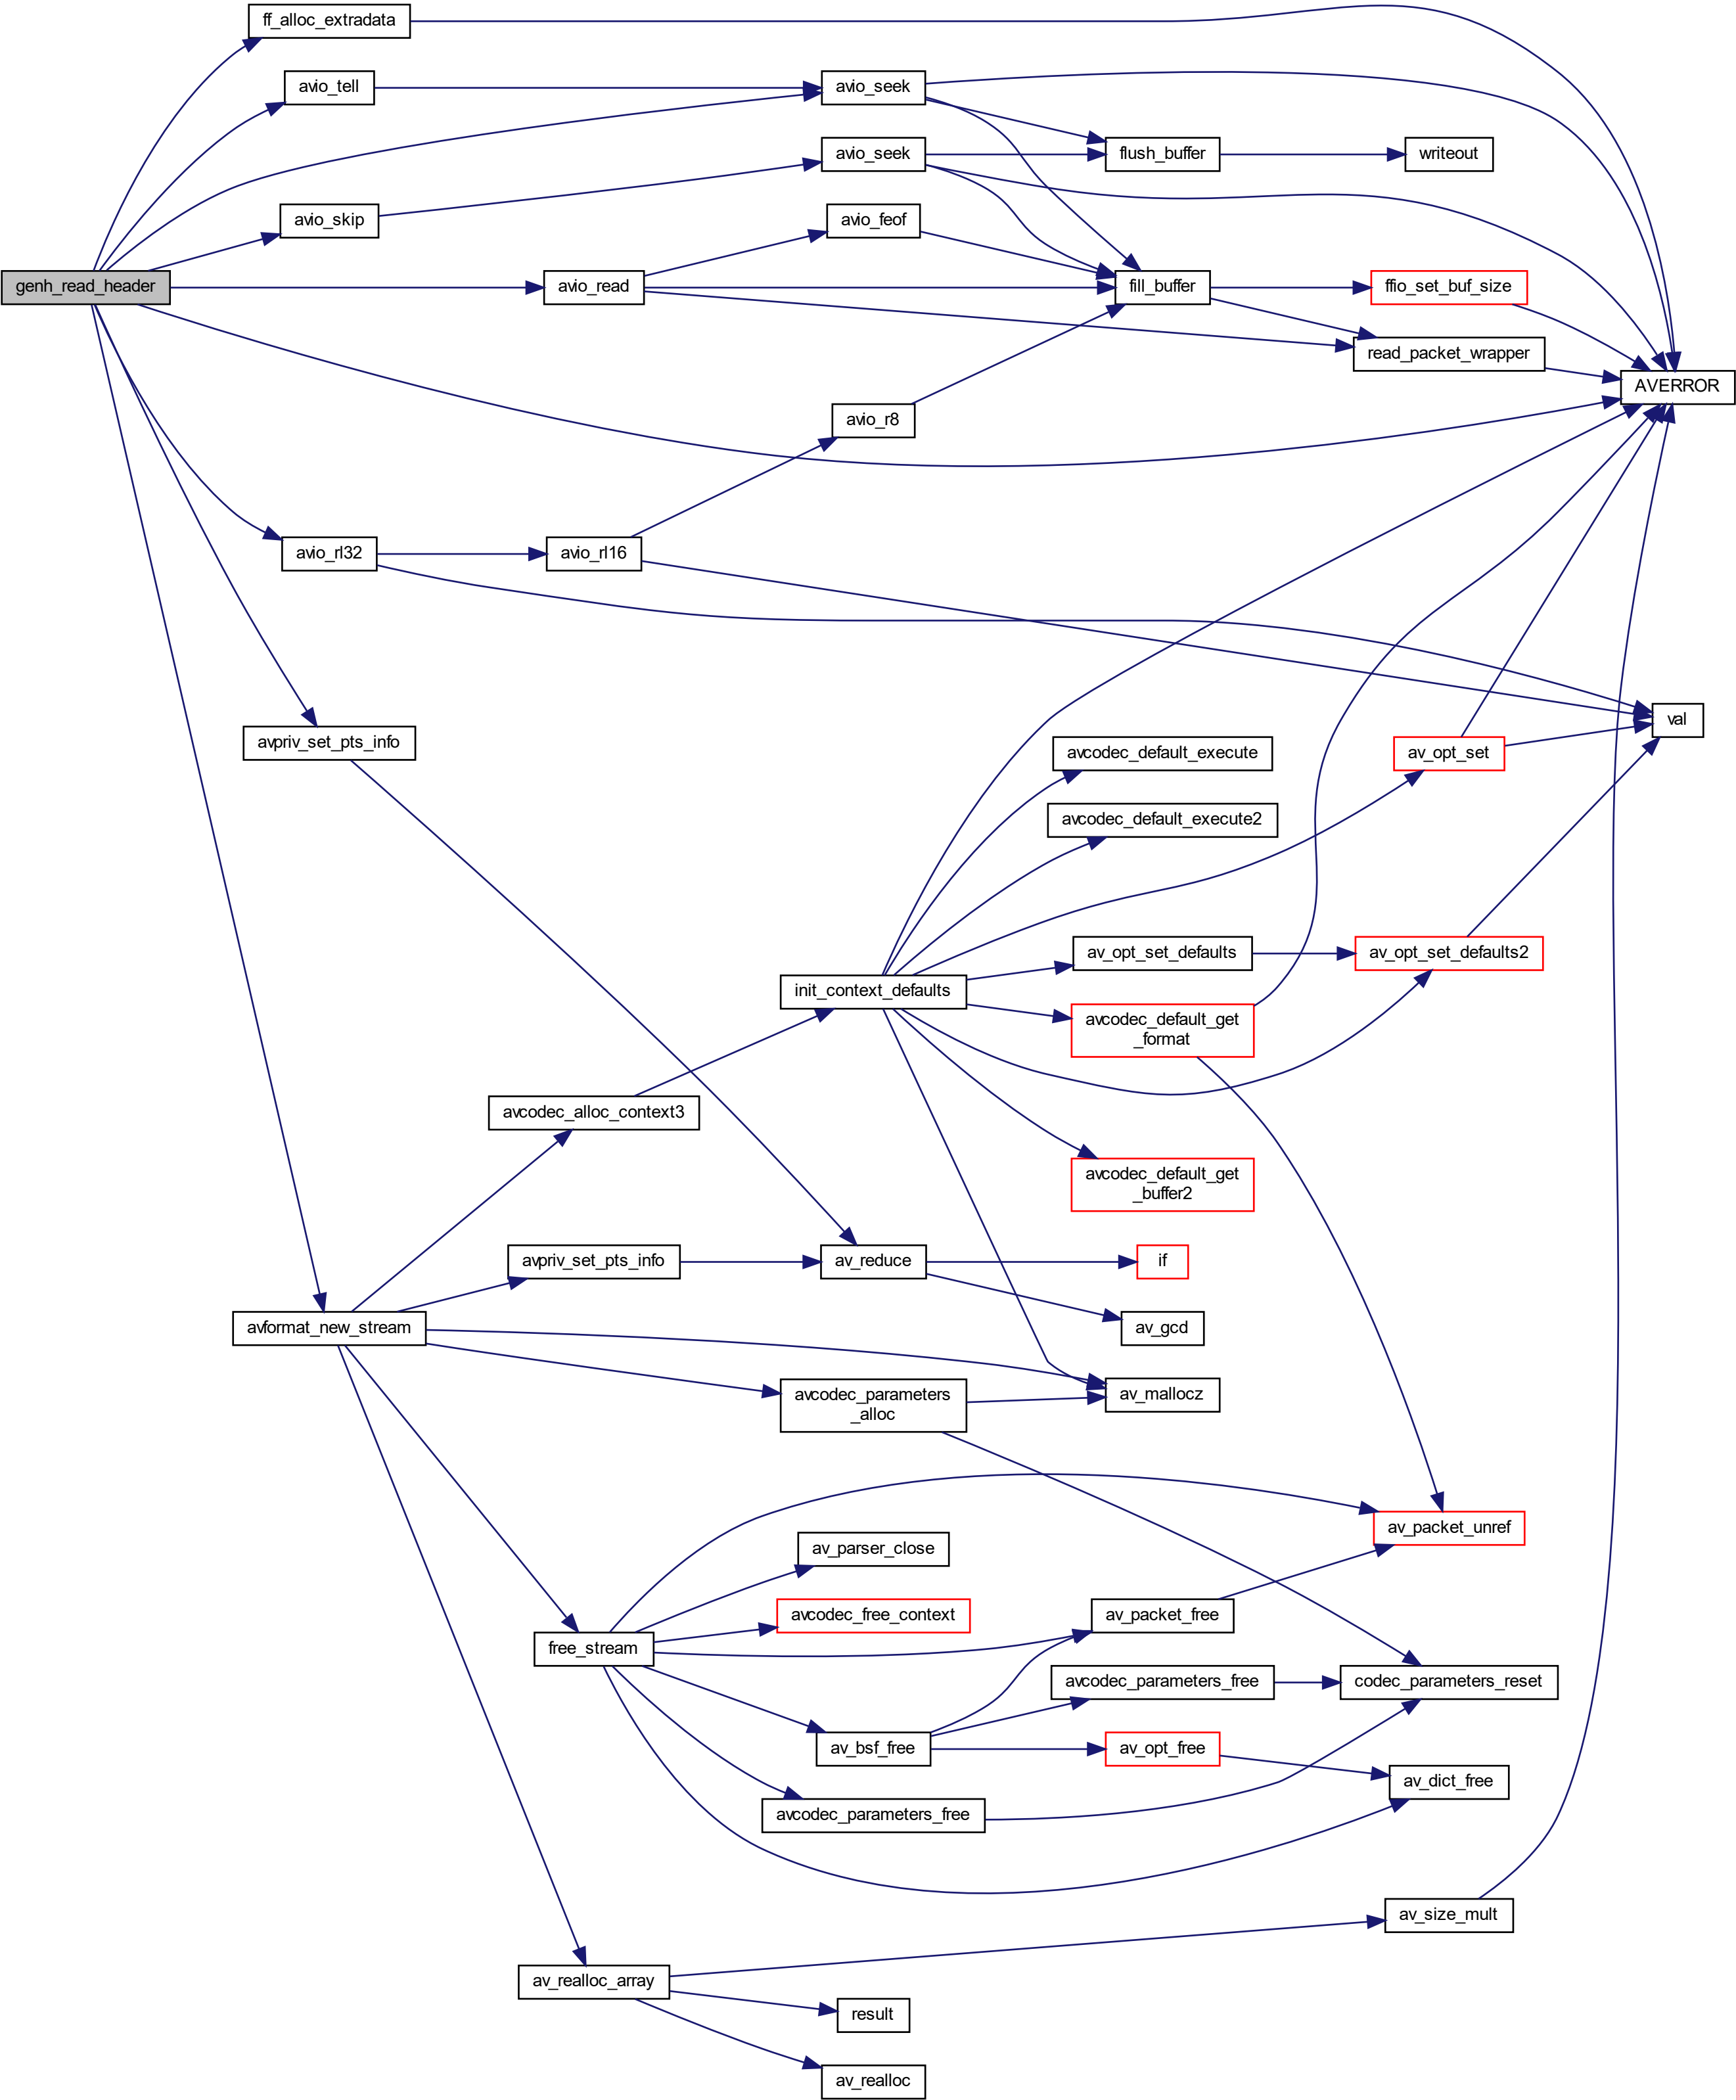 ff_alloc_extradata
avio_tell
avio_seek
avio_seek
flush_buffer
writeout
avio_skip
avio_feof
genh_read_header
avio_read
fill_buffer
ffio_set_buf_size
read_packet_wrapper
AVERROR
avio_r8
avio_rl32
avio_rl16
val
avpriv_set_pts_info
avcodec_default_execute
av_opt_set
avcodec_default_execute2
av_opt_set_defaults
av_opt_set_defaults2
init_context_defaults
avcodec_default_get
_format
avcodec_alloc_context3
avcodec_default_get
_buffer2
avpriv_set_pts_info
av_reduce
if
avformat_new_stream
av_gcd
avcodec_parameters
_alloc
av_mallocz
av_packet_unref
av_parser_close
avcodec_free_context
av_packet_free
free_stream
avcodec_parameters_free
codec_parameters_reset
av_bsf_free
av_opt_free
av_dict_free
avcodec_parameters_free
av_size_mult
av_realloc_array
result
av_realloc